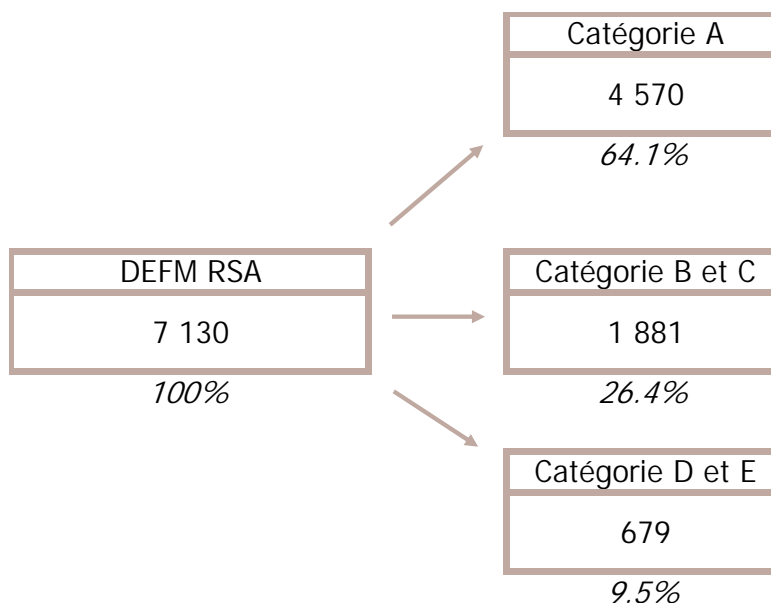 Catégorie A
4 570
64.1%
DEFM RSA
7 130
100%
Catégorie B et C
1 881
26.4%
Catégorie D et E
679
9.5%